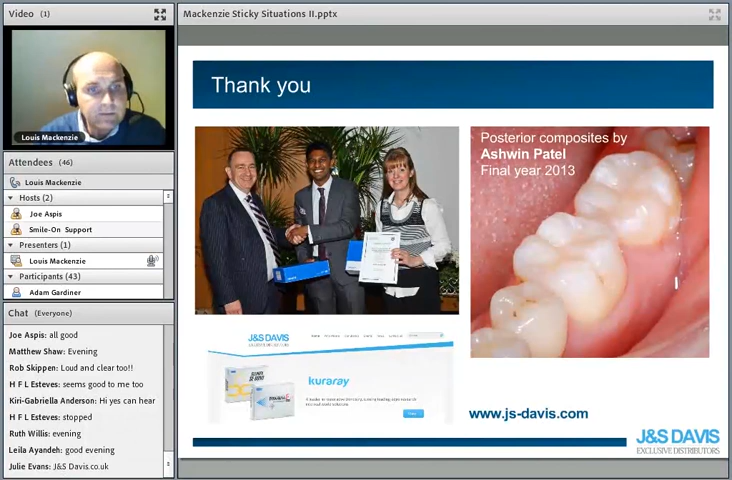 Video (1)
Louis Mackenzie
Attendees (46)
Louis Mackenzie
Hosts (2)
Joe Aspis
Smile-On Support
Presenters (1)
Louis Mackenzie
Participants (43)
Adam Gardiner
Chat (Everyone)
Joe Aspis: all good
Matthew Shaw: Evening
Rob Skippen: Loud and clear too!!
H F L Esteves: seems good to me too
Kiri-Gabriella Anderson: Hi yes can hear
H F L Esteves: stopped
Ruth Willis: evening
Leila Ayandeh: good evening
Julie Evans: J&S Davis.co.uk
Mackenzie Sticky Situations II.pptx
Thank you
Posterior composites by
Ashwin Patel
Final year 2013
J&S DAVIS
kuraray
www.js-davis.com
J&S DAVIS
EXCLUSIVE DISTRIBUTORS